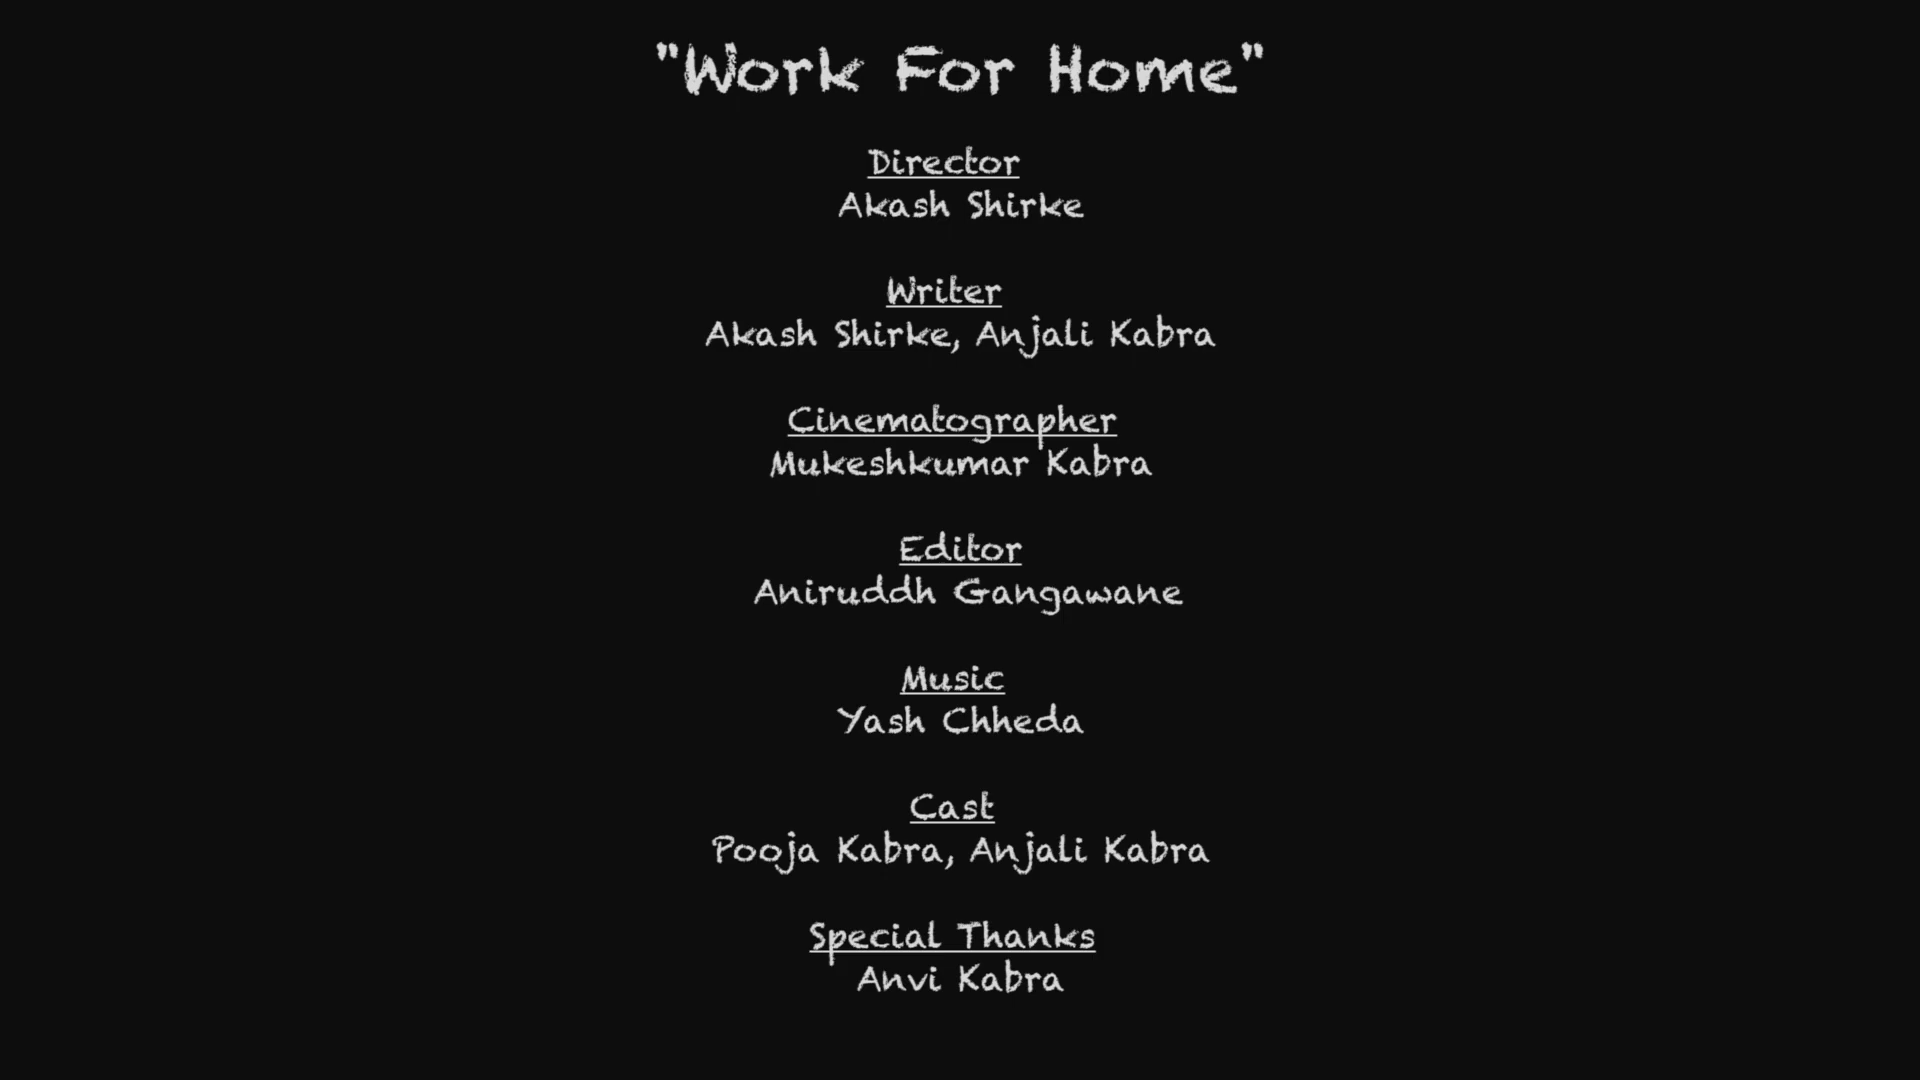 "Work For Home"
Director
Akash Shirke
Writer
Akash Shirke, Anjali Kabra
Cinematographer
Mukeshkumar Kabra
Editor
Aniruddh Gangawane
Music
Yash Chheda
Cast
Pooja Kabra, Anjali Kabra
Special Thanks
Anvi Kabra